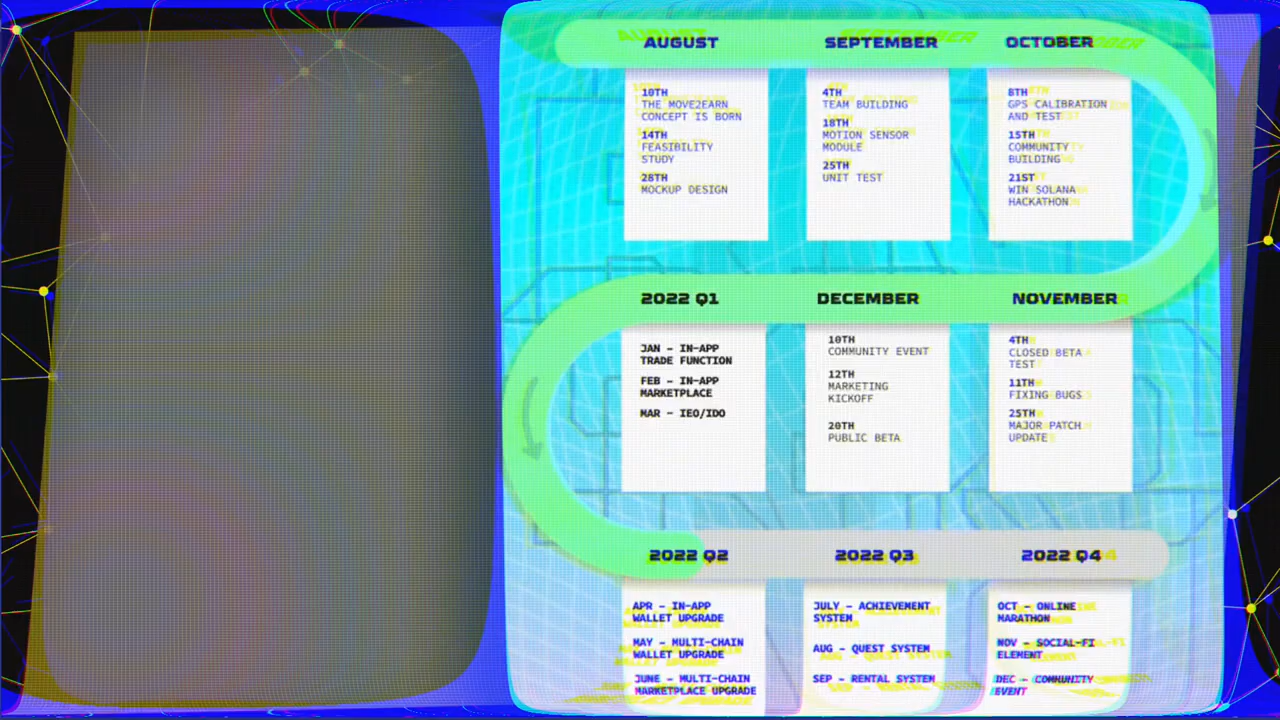 AUGUST
10TH
THE MOVE2EARN
CONCEPT IS BORN
14TH
FEASIBILITY
STUDY
28TH
MOCKUP DESIGN
SEPTEMBER
4TH
TEAM BUILDING
18TH
MOTION SENSOR
MODULE
25TH
UNIT TEST
OCTOBER
8TH
GPS CALIBRATION
AND TEST
15TH
COMMUNITY
BUILDING
21ST
WIN SOLANA
HACKATHON
2022 Q1
JAN - IN-APP
TRADE FUNCTION
FEB - IN-APP
MARKETPLACE
MAR - IEO/IDO
DECEMBER
10TH
COMMUNITY EVENT
12TH
MARKETING
KICKOFF
20TH
PUBLIC BETA
NOVEMBER
4TH
CLOSED BETA
TEST
11TH
FIXING BUGS
25TH
MAJOR PATCH
UPDATE
2022 Q2
APR - IN-APP
WALLET UPGRADE
MAY - MULTI-CHAIN
WALLET UPGRADE
JUNE - MULTI-CHAIN
MARKETPLACE UPGRADE
2022 Q3
JULY - ACHIEVEMENT
SYSTEM
AUG - QUEST SYSTEM
SEP - RENTAL SYSTEM
2022 Q4
OCT - ONLINE
MARATHON
NOV - SOCIAL-FI
ELEMENT
DEC - COMMUNITY
EVENT